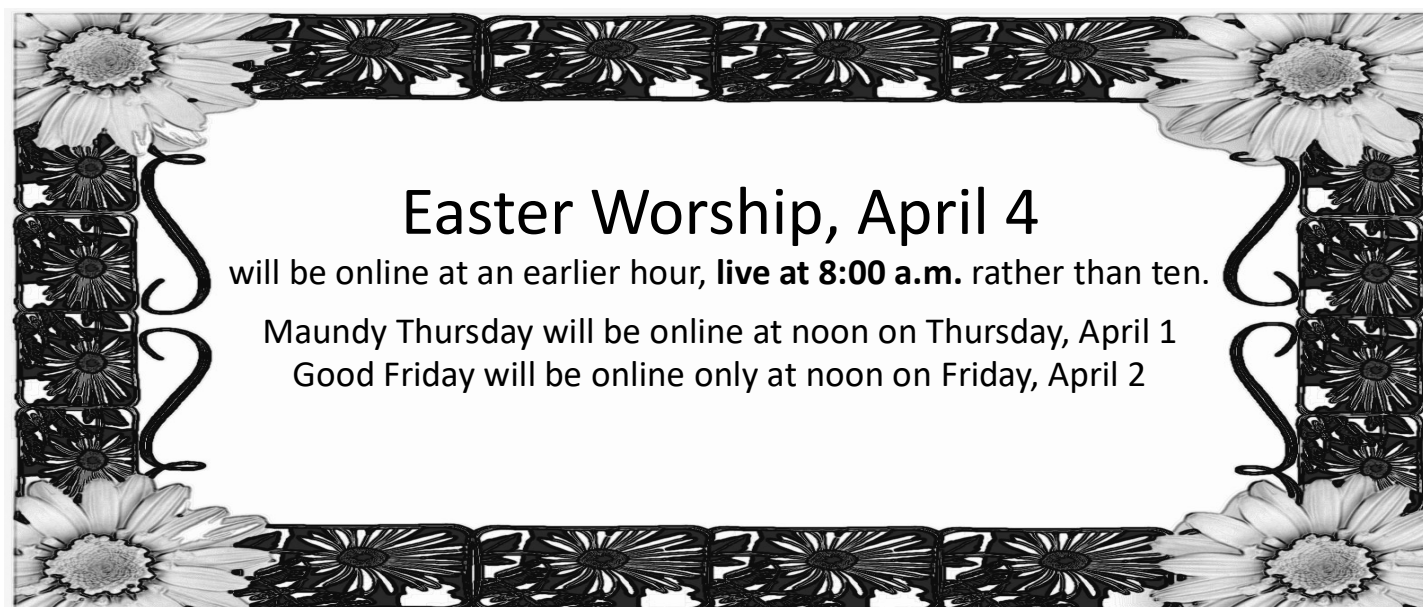 Easter Worship, April 4
will be online at an earlier hour, live at 8:00 a.m. rather than ten.
Maundy Thursday will be online at noon on Thursday, April 1
Good Friday will be online only at noon on Friday, April 2